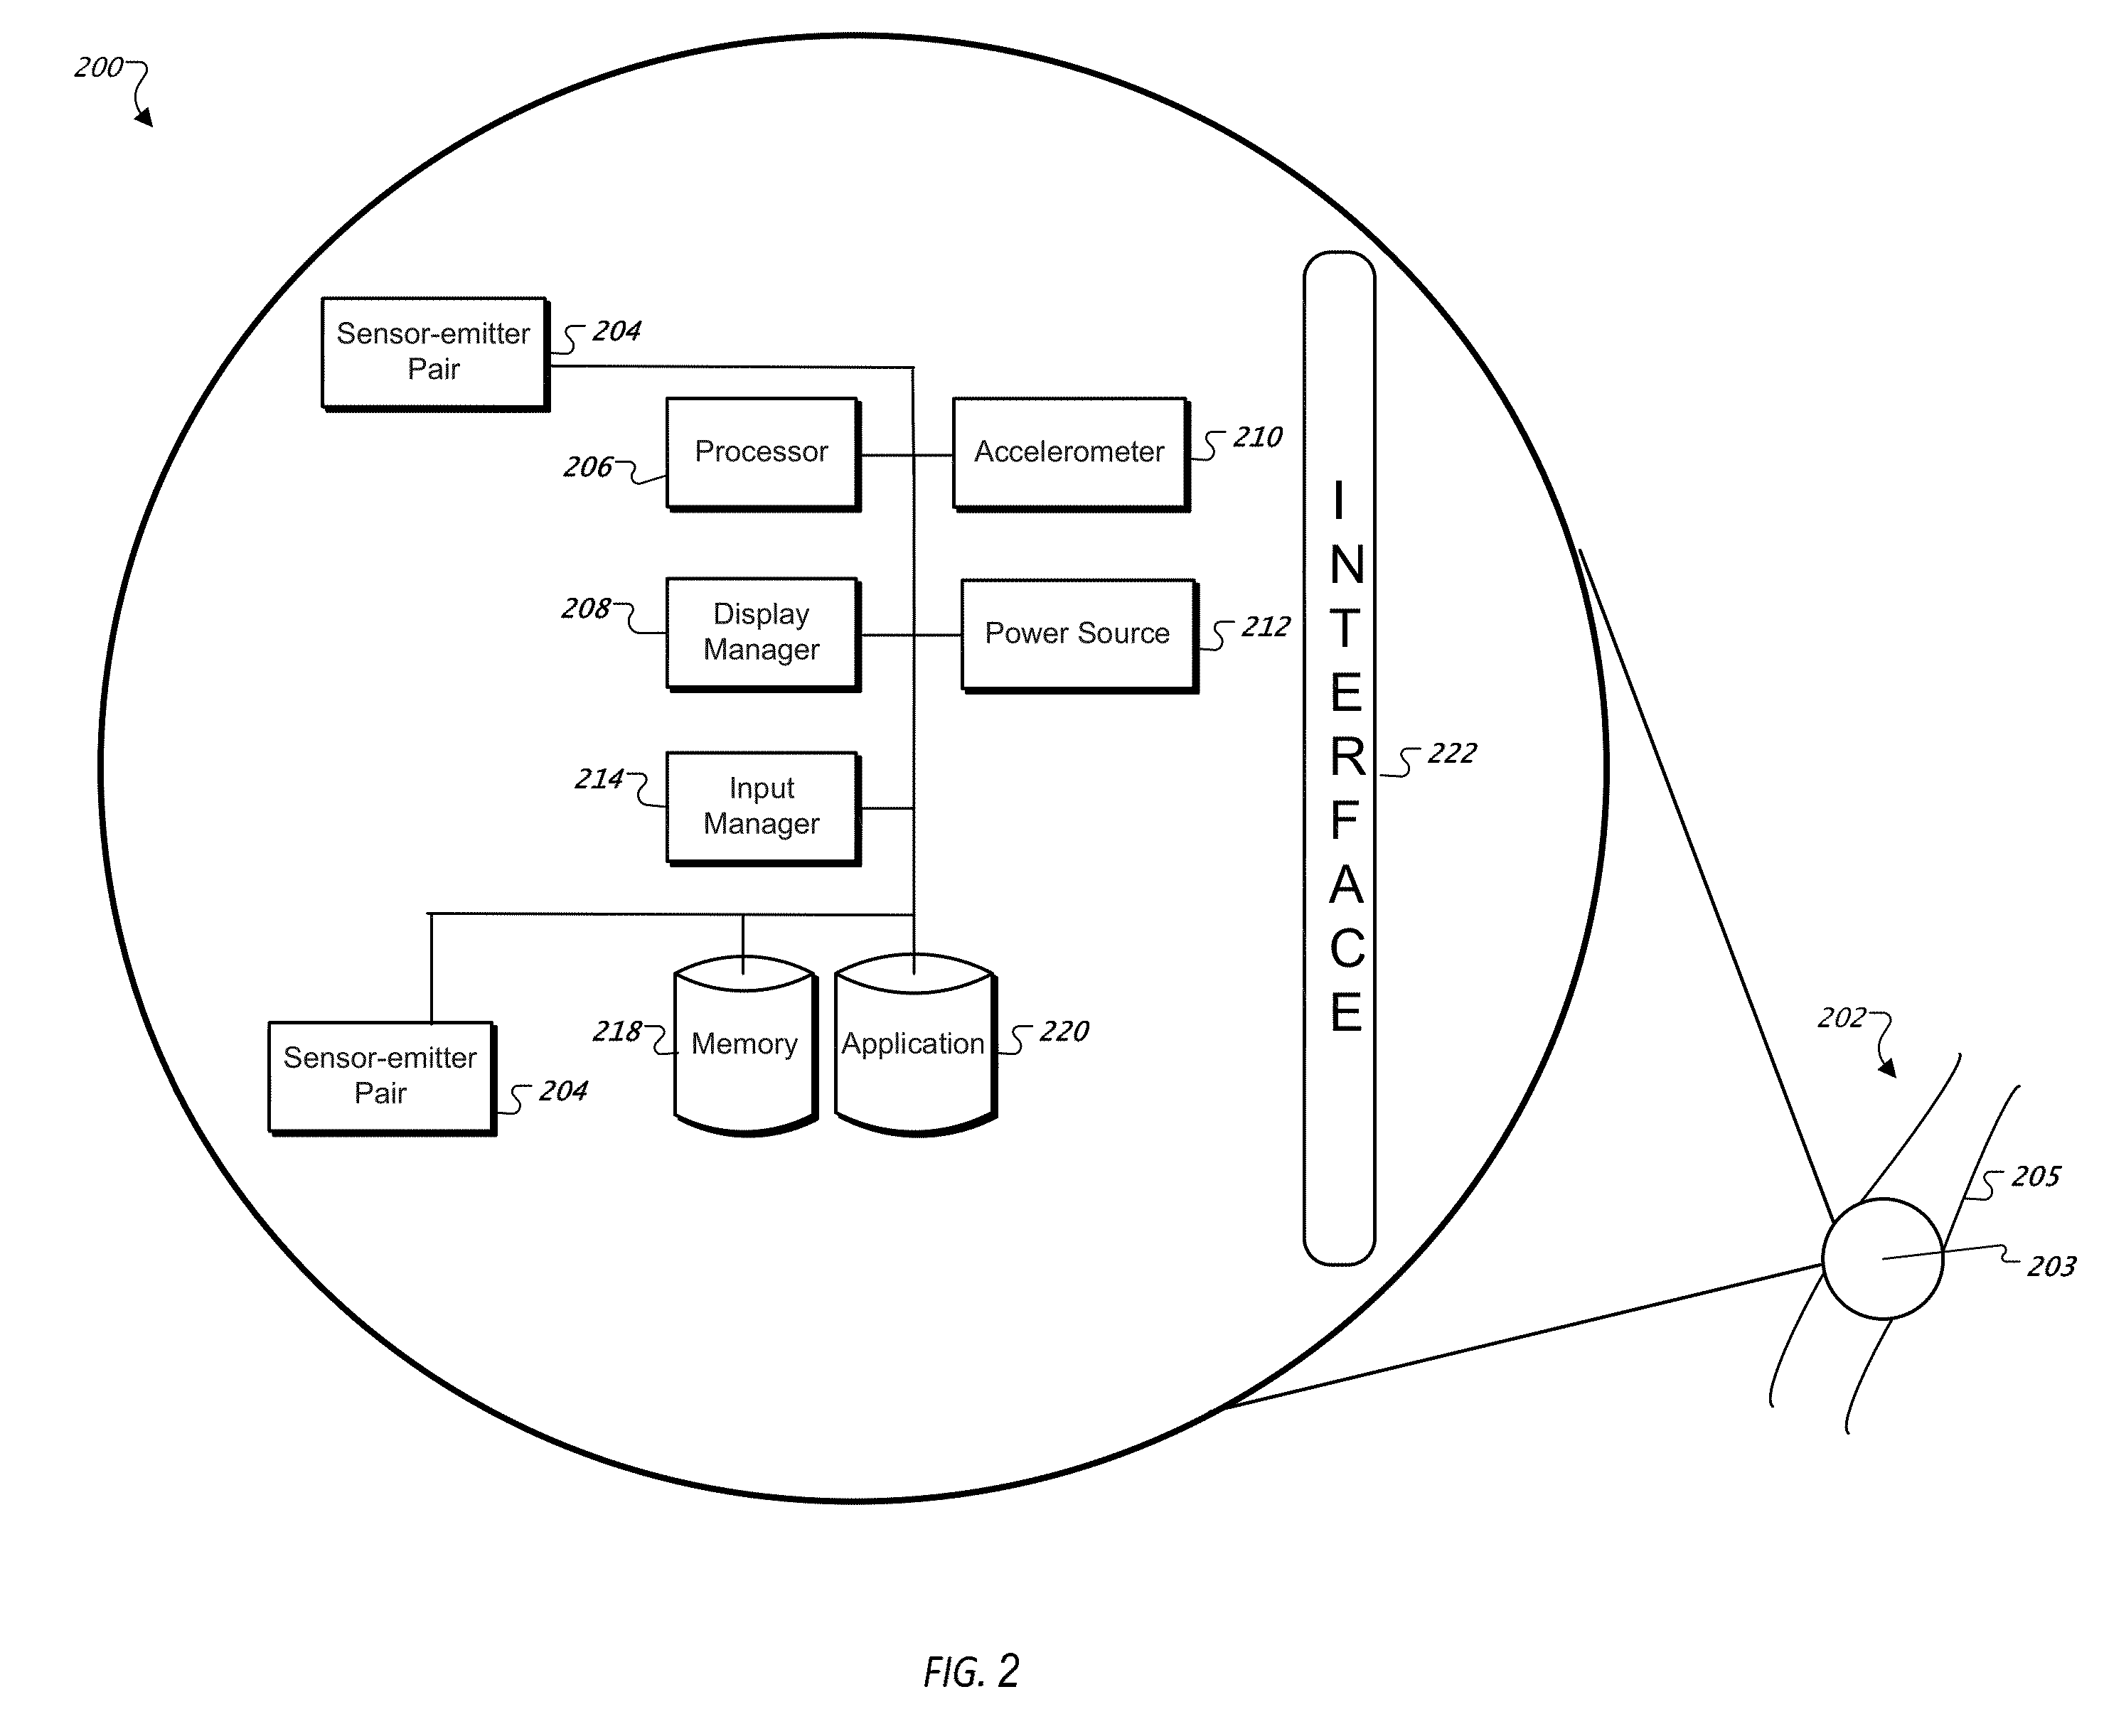 200
Sensor-emitter
Pair
204
Processor
206
Accelerometer
210
Display
Manager
208
Power Source
212
Input
Manager
214
INTERFACE
222
Sensor-emitter
Pair
204
218
Memory
Application
220
202
205
203
FIG. 2